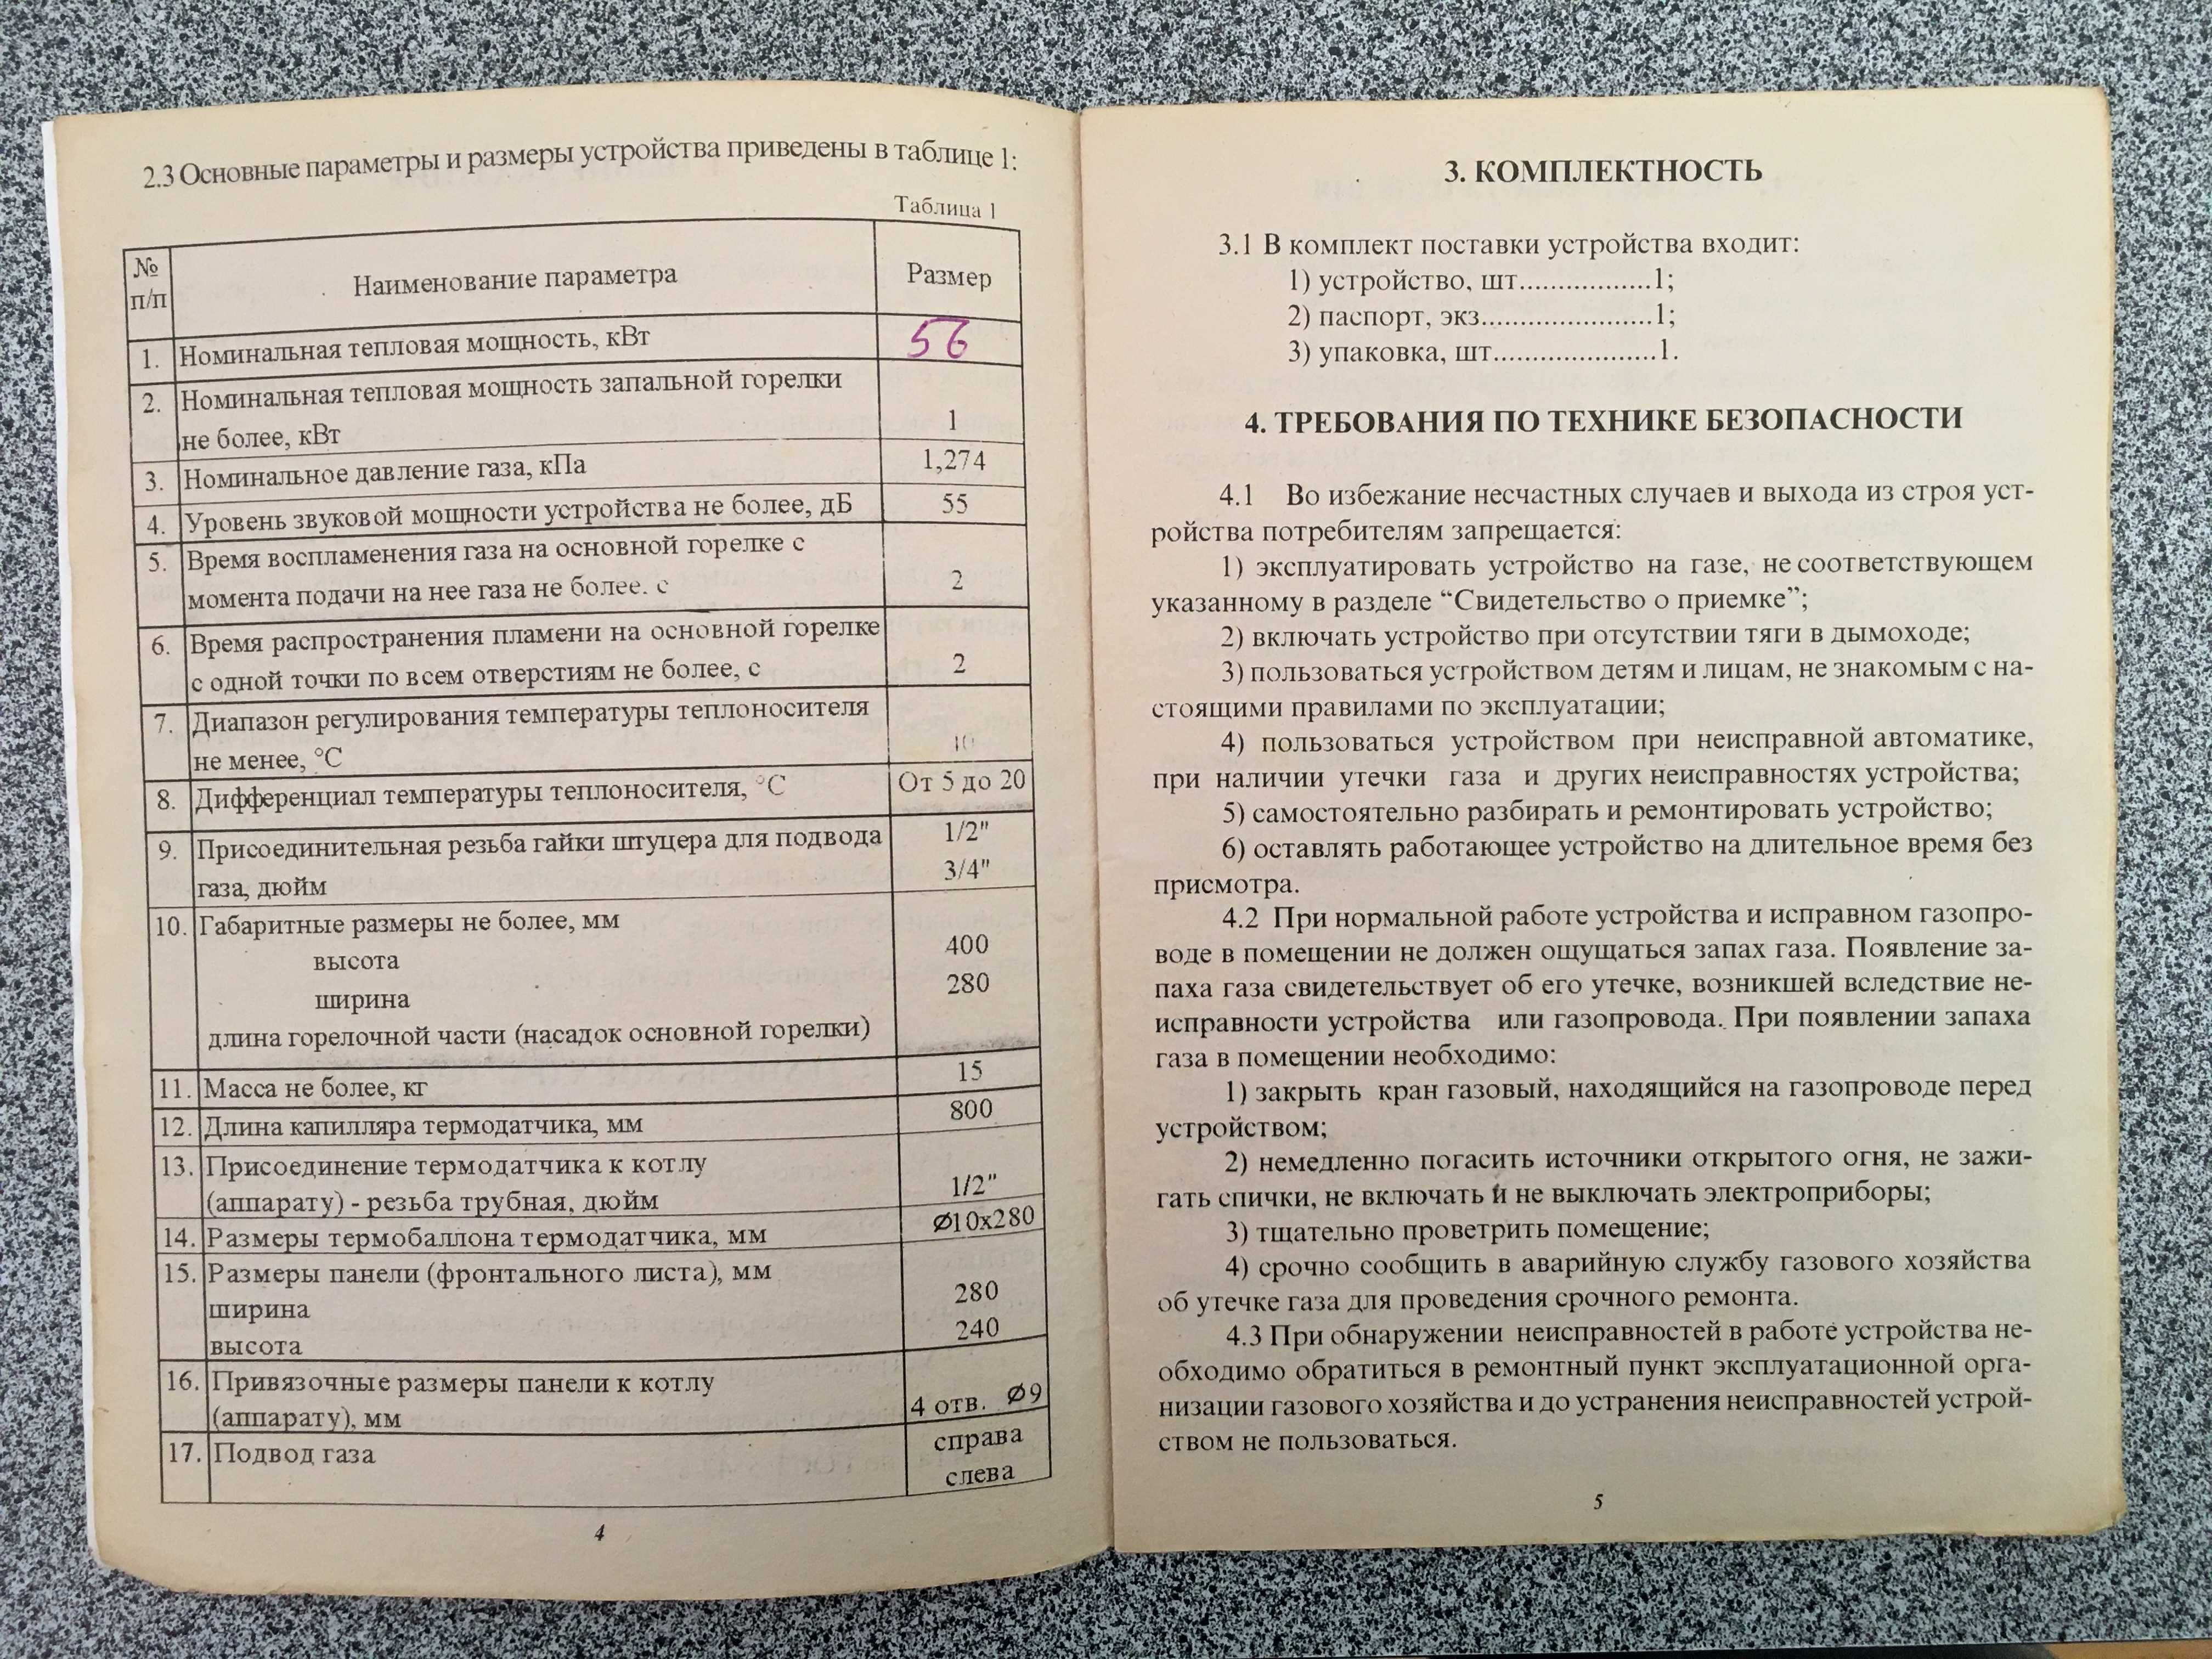 2.3 Основные параметры и размеры устройства приведены в таблице 1:
Таблица 1
№ п/п
Наименование параметра
Размер
1. Номинальная тепловая мощность, кВт 56
2. Номинальная тепловая мощность запальной горелки
не более, кВт 1
3. Номинальное давление газа, кПа 1,274
4. Уровень звуковой мощности устройства не более, дБ 55
5. Время воспламенения газа на основной горелке с
момента подачи на нее газа не более. с 2
6. Время распространения пламени на основной горелке
с одной точки по всем отверстиям не более, с 2
7. Диапазон регулирования температуры теплоносителя
не менее, °С
8. Дифференциал температуры теплоносителя, °С От 5 до 20
9. Присоединительная резьба гайки штуцера для подвода 1/2"
газа, дюйм 3/4"
10. Габаритные размеры не более, мм
высота 400
ширина 280
длина горелочной части (насадок основной горелки)
11. Масса не более, кг 15
12. Длина капилляра термодатчика, мм 800
13. Присоединение термодатчика к котлу
(аппарату) - резьба трубная, дюйм 1/2"
14. Размеры термобаллона термодатчика, мм Ø10х280
15. Размеры панели (фронтального листа), мм
ширина 280
высота 240
16. Привязочные размеры панели к котлу
(аппарату), мм 4 отв. Ø9
17. Подвод газа справа
слева
4
3. КОМПЛЕКТНОСТЬ
3.1 В комплект поставки устройства входит:
1) устройство, шт.................1;
2) паспорт, экз......................1;
3) упаковка, шт.....................1.
4. ТРЕБОВАНИЯ ПО ТЕХНИКЕ БЕЗОПАСНОСТИ
4.1 Во избежание несчастных случаев и выхода из строя уст-
ройства потребителям запрещается:
1) эксплуатировать устройство на газе, не соответствующем
указанному в разделе “Свидетельство о приемке”;
2) включать устройство при отсутствии тяги в дымоходе;
3) пользоваться устройством детям и лицам, не знакомым с на-
стоящими правилами по эксплуатации;
4) пользоваться устройством при неисправной автоматике,
при наличии утечки газа и других неисправностях устройства;
5) самостоятельно разбирать и ремонтировать устройство;
6) оставлять работающее устройство на длительное время без
присмотра.
4.2 При нормальной работе устройства и исправном газопро-
воде в помещении не должен ощущаться запах газа. Появление за-
паха газа свидетельствует об его утечке, возникшей вследствие не-
исправности устройства или газопровода. При появлении запаха
газа в помещении необходимо:
1) закрыть кран газовый, находящийся на газопроводе перед
устройством;
2) немедленно погасить источники открытого огня, не зажи-
гать спички, не включать и не выключать электроприборы;
3) тщательно проветрить помещение;
4) срочно сообщить в аварийную службу газового хозяйства
об утечке газа для проведения срочного ремонта.
4.3 При обнаружении неисправностей в работе устройства не-
обходимо обратиться в ремонтный пункт эксплуатационной орга-
низации газового хозяйства и до устранения неисправностей устрой-
ством не пользоваться.
5